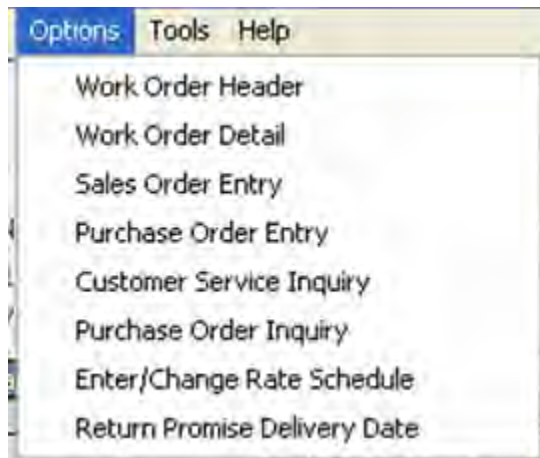 Options Tools Help
Work Order Header
Work Order Detail
Sales Order Entry
Purchase Order Entry
Customer Service Inquiry
Purchase Order Inquiry
Enter/Change Rate Schedule
Return Promise Delivery Date